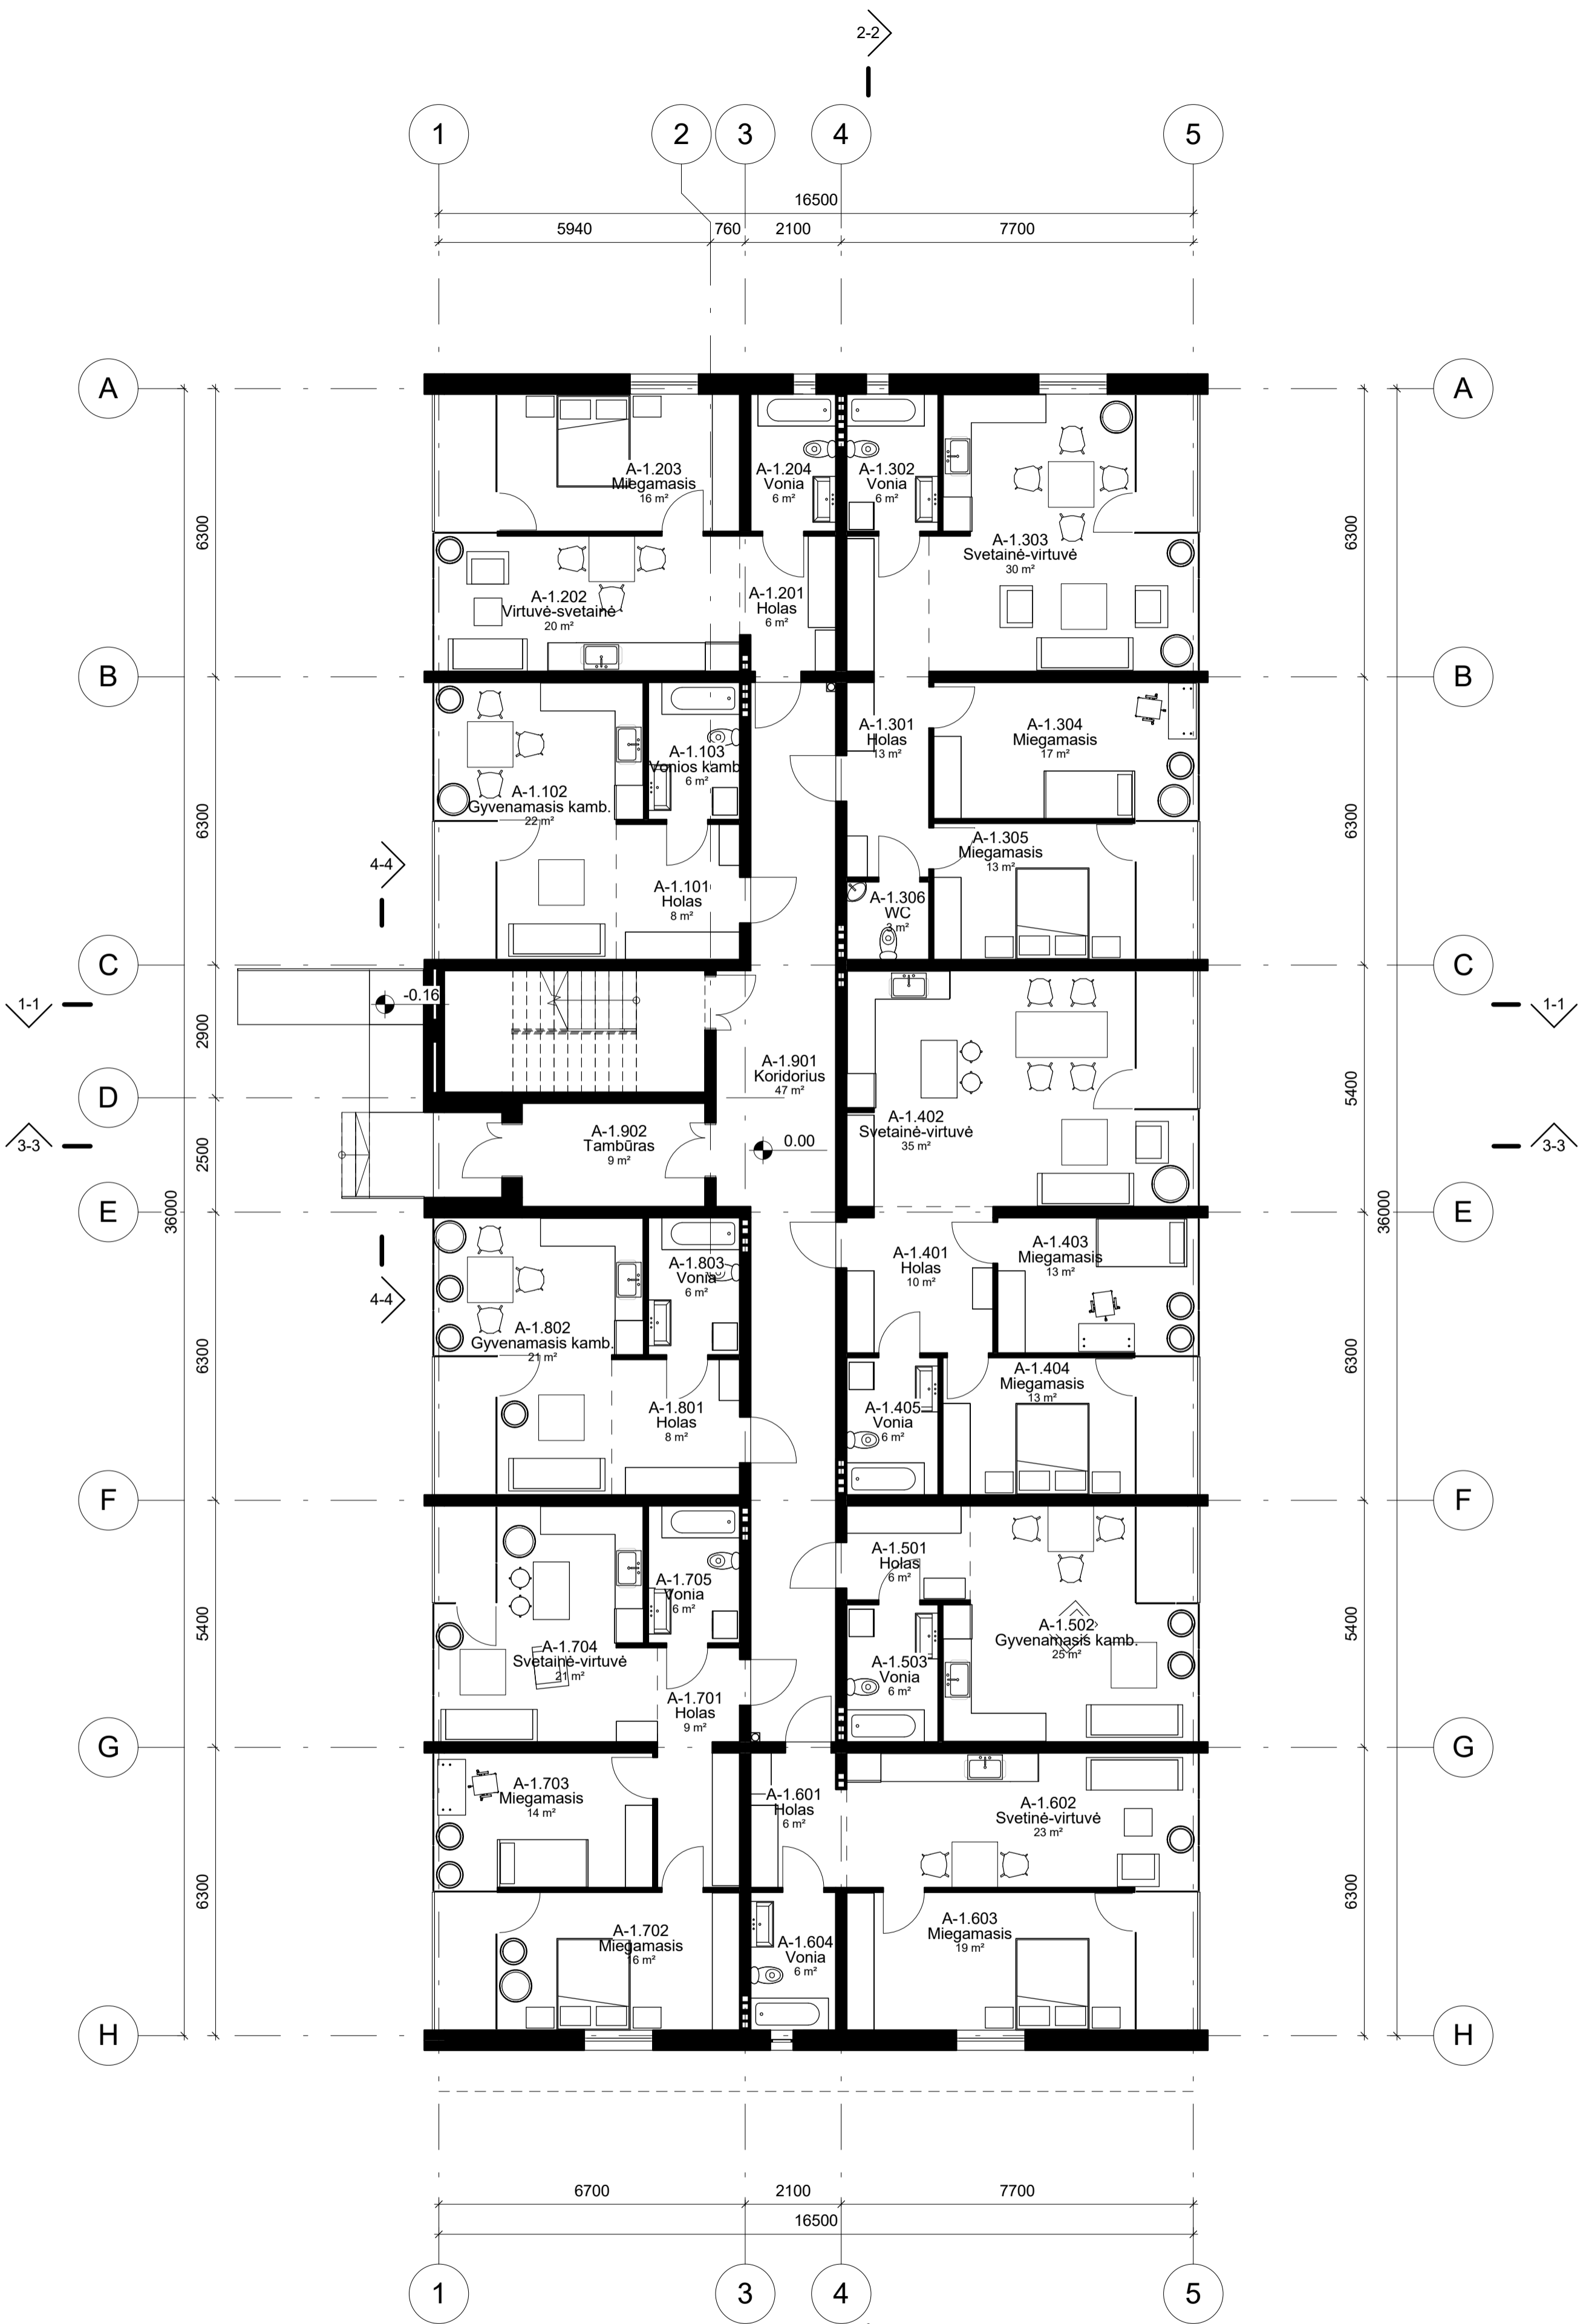 2-2
1
2
3
4
5
16500
5940
760
2100
7700
A
A
A-1.203
Miegamasis
16 m²
A-1.204
Vonia
6 m²
A-1.302
Vonia
6 m²
6300
6300
A-1.303
Svetainė-virtuvė
30 m²
A-1.202
Virtuvė-svetainė
20 m²
A-1.201
Holas
6 m²
B
B
A-1.103
Vonios kamb.
6 m²
A-1.301
Holas
13 m²
A-1.304
Miegamasis
17 m²
A-1.102
Gyvenamasis kamb.
22 m²
6300
6300
A-1.305
Miegamasis
13 m²
4-4
A-1.101
Holas
8 m²
A-1.306
WC
3 m²
C
C
1-1
-0.16
1-1
2900
A-1.901
Koridorius
47 m²
5400
D
A-1.402
Svetainė-virtuvė
35 m²
3-3
2500
A-1.902
Tambūras
9 m²
0.00
3-3
E
36000
36000
E
A-1.803
Vonia
6 m²
A-1.401
Holas
10 m²
A-1.403
Miegamasis
13 m²
4-4
A-1.802
Gyvenamasis kamb.
21 m²
6300
6300
A-1.404
Miegamasis
13 m²
A-1.801
Holas
8 m²
A-1.405
Vonia
6 m²
F
F
A-1.501
Holas
6 m²
A-1.705
Vonia
6 m²
5400
5400
A-1.502
Gyvenamasis kamb.
25 m²
A-1.704
Svetainė-virtuvė
21 m²
A-1.503
Vonia
6 m²
A-1.701
Holas
9 m²
G
G
A-1.703
Miegamasis
14 m²
A-1.601
Holas
6 m²
A-1.602
Svetinė-virtuvė
23 m²
6300
6300
A-1.702
Miegamasis
16 m²
A-1.604
Vonia
6 m²
A-1.603
Miegamasis
19 m²
H
H
6700
2100
7700
16500
1
3
4
5